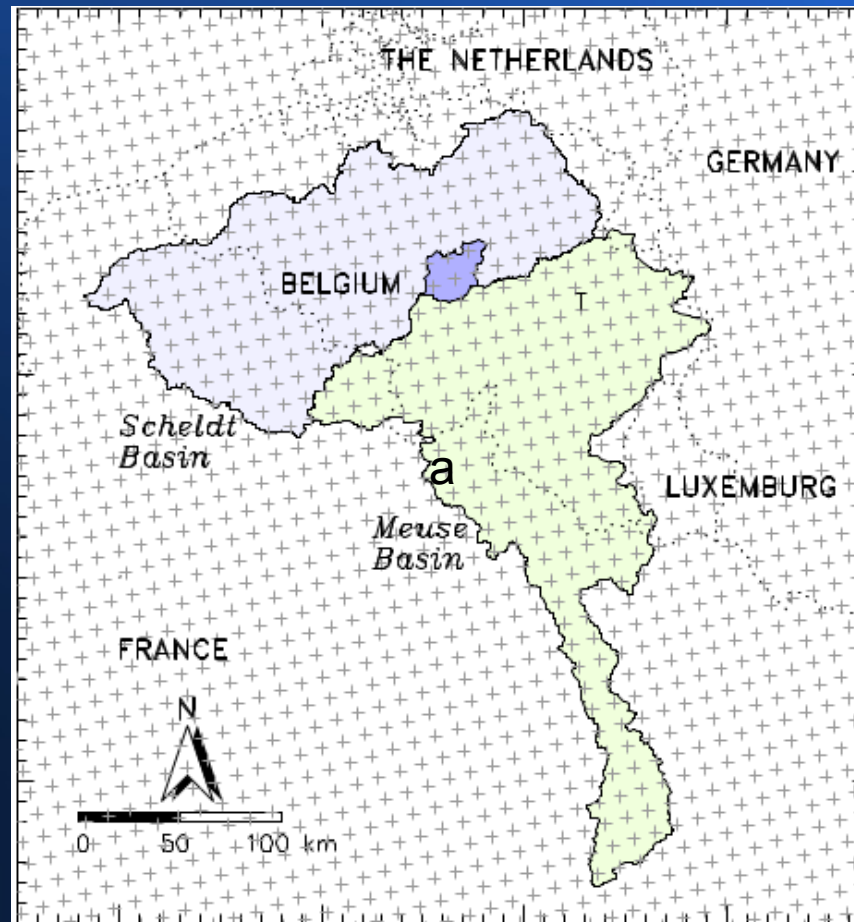 THE NETHERLANDS
GERMANY
BELGIUM
T
Scheldt
Basin
a
LUXEMBURG
Meuse
Basin
FRANCE
N
0 50 100 km